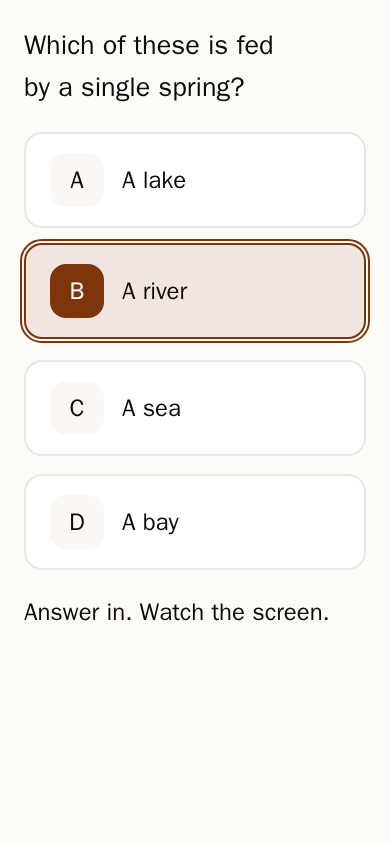 Which of these is fed
by a single spring?
A A lake
B A river
C A sea
D A bay
Answer in. Watch the screen.